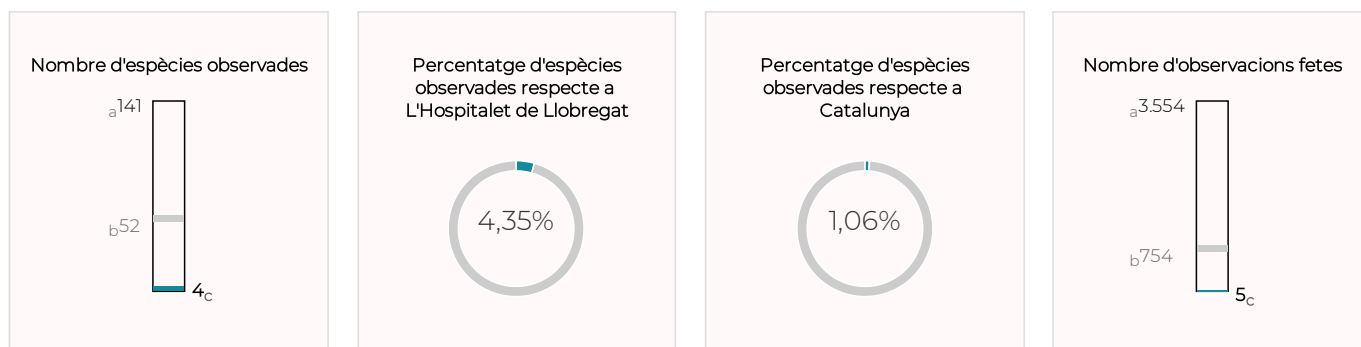 Nombre d'espècies observades
a141
b52
4c
Percentatge d'espècies
observades respecte a
L'Hospitalet de Llobregat
4,35%
Percentatge d'espècies
observades respecte a
Catalunya
1,06%
Nombre d'observacions fetes
a3.554
b754
5c